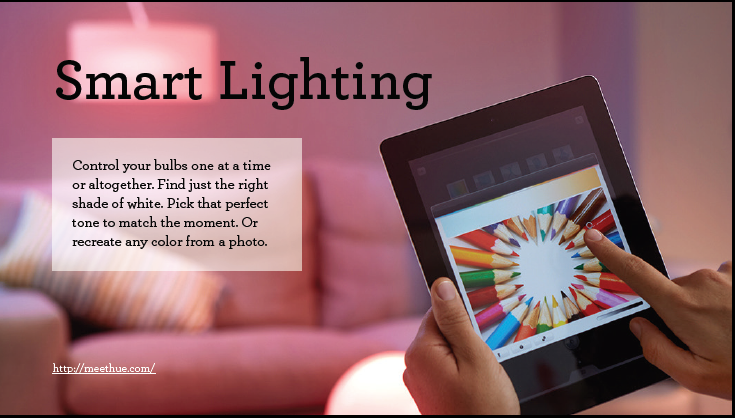 Smart Lighting
Control your bulbs one at a time
or altogether. Find just the right
shade of white. Pick that perfect
tone to match the moment. Or
recreate any color from a photo.
http://meethue.com/